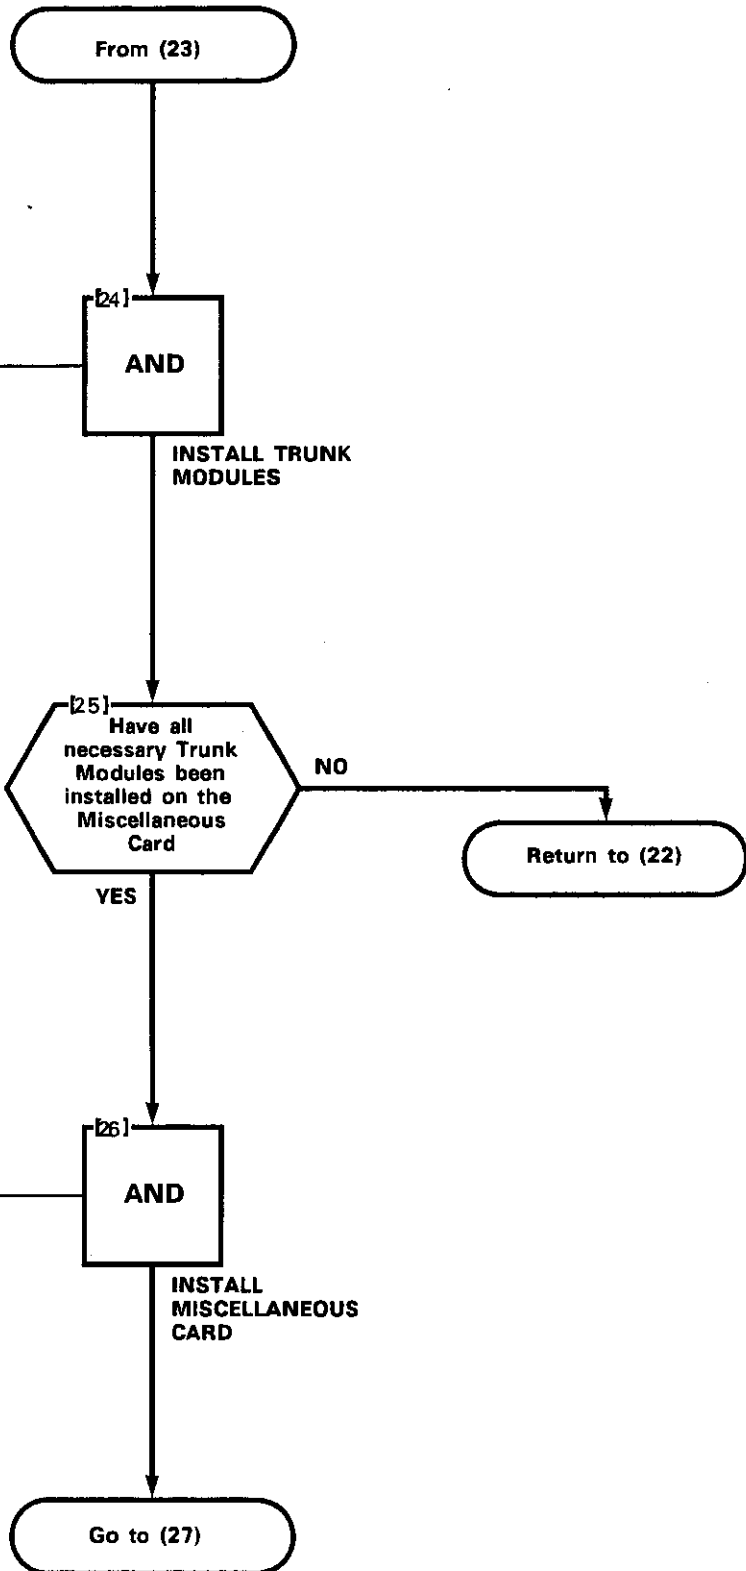 From (23)
[24]
AND
INSTALL TRUNK
MODULES
[25]
Have all
necessary Trunk
Modules been
installed on the
Miscellaneous
Card
NO
Return to (22)
YES
[26]
AND
INSTALL
MISCELLANEOUS
CARD
Go to (27)